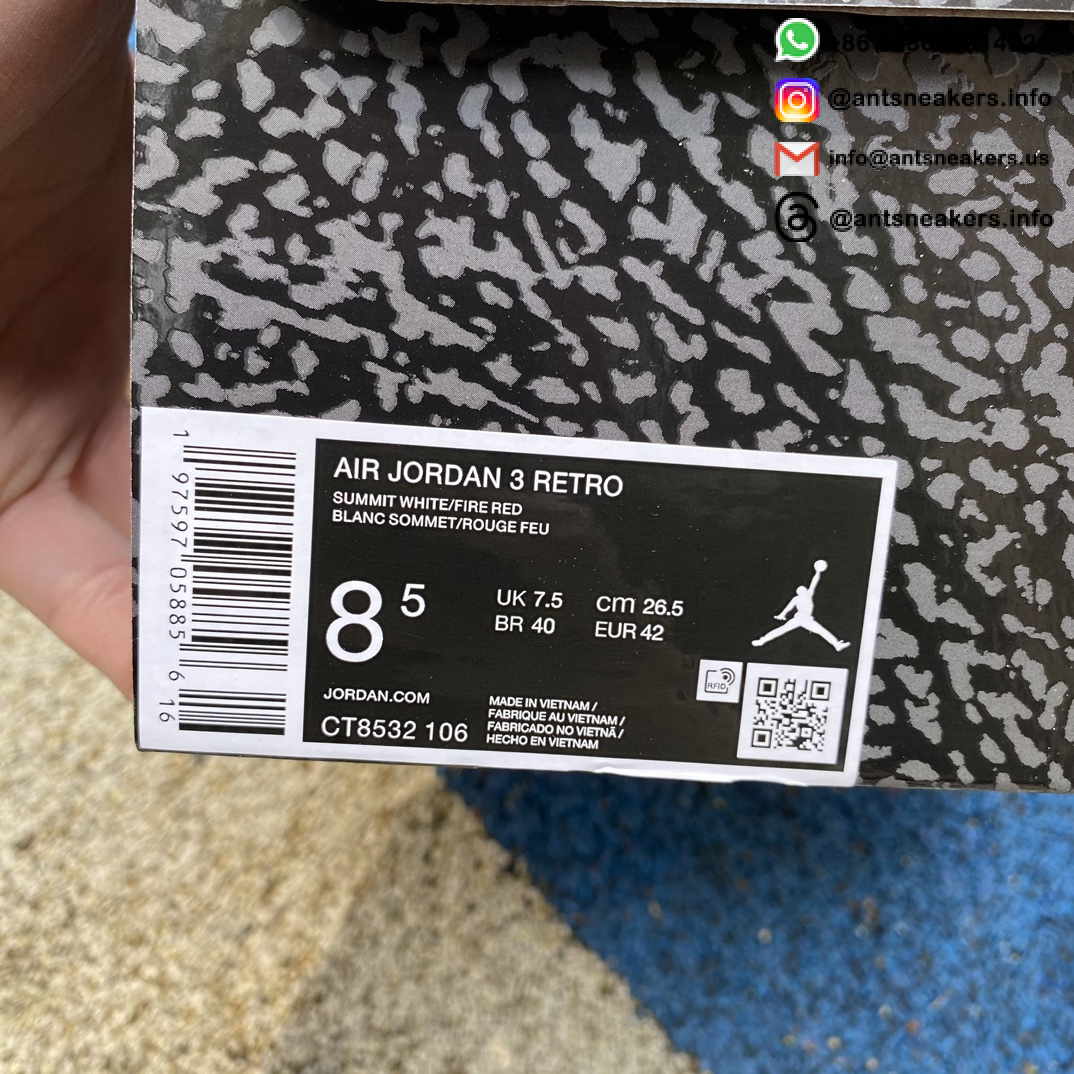 @antsneakers.info
info@antsneakers.us
@antsneakers.info
AIR JORDAN 3 RETRO
SUMMIT WHITE/FIRE RED
BLANC SOMMET/ROUGE FEU
8 5
UK 7.5 cm 26.5
BR 40 EUR 42
RFID
JORDAN.COM
CT8532 106
MADE IN VIETNAM /
FABRIQUE AU VIETNAM /
FABRICADO NO VIETNÃ /
HECHO EN VIETNAM
1 97597 05885 6 16